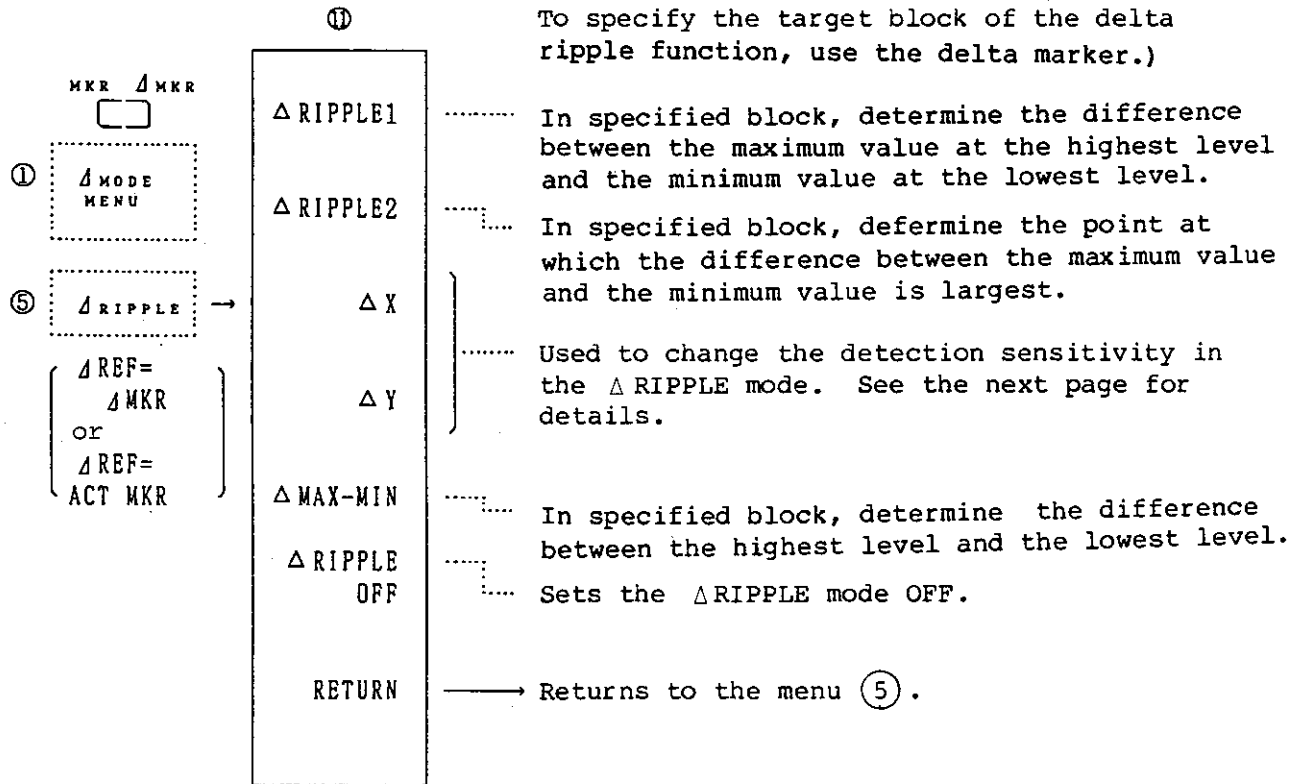 ⑪
To specify the target block of the delta
ripple function, use the delta marker.)
MKR ΔMKR
① ΔMODE
MENU
⑤ ΔRIPPLE →
ΔREF=
ΔMKR
or
ΔREF=
ACT MKR
ΔRIPPLE1
In specified block, determine the difference
between the maximum value at the highest level
and the minimum value at the lowest level.
ΔRIPPLE2
In specified block, defermine the point at
which the difference between the maximum value
and the minimum value is largest.
ΔX
ΔY
Used to change the detection sensitivity in
the ΔRIPPLE mode. See the next page for
details.
ΔMAX-MIN
In specified block, determine the difference
between the highest level and the lowest level.
ΔRIPPLE
OFF
Sets the ΔRIPPLE mode OFF.
RETURN → Returns to the menu ⑤.